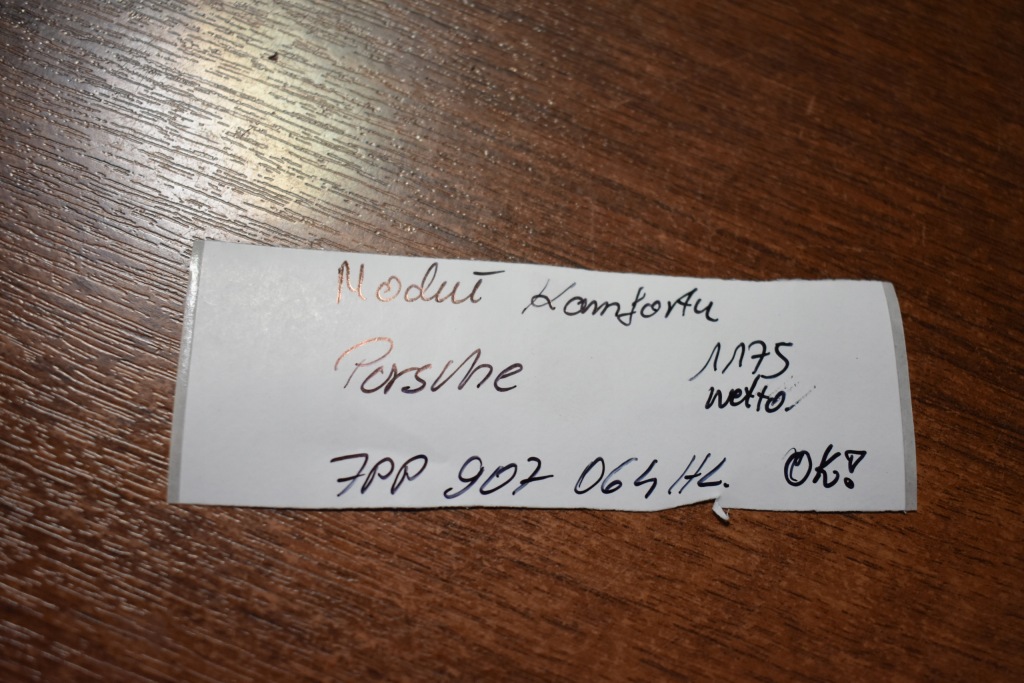 Moduł Komfortu
Porsche
1175
netto.
7PP 907 064 HL. OK!